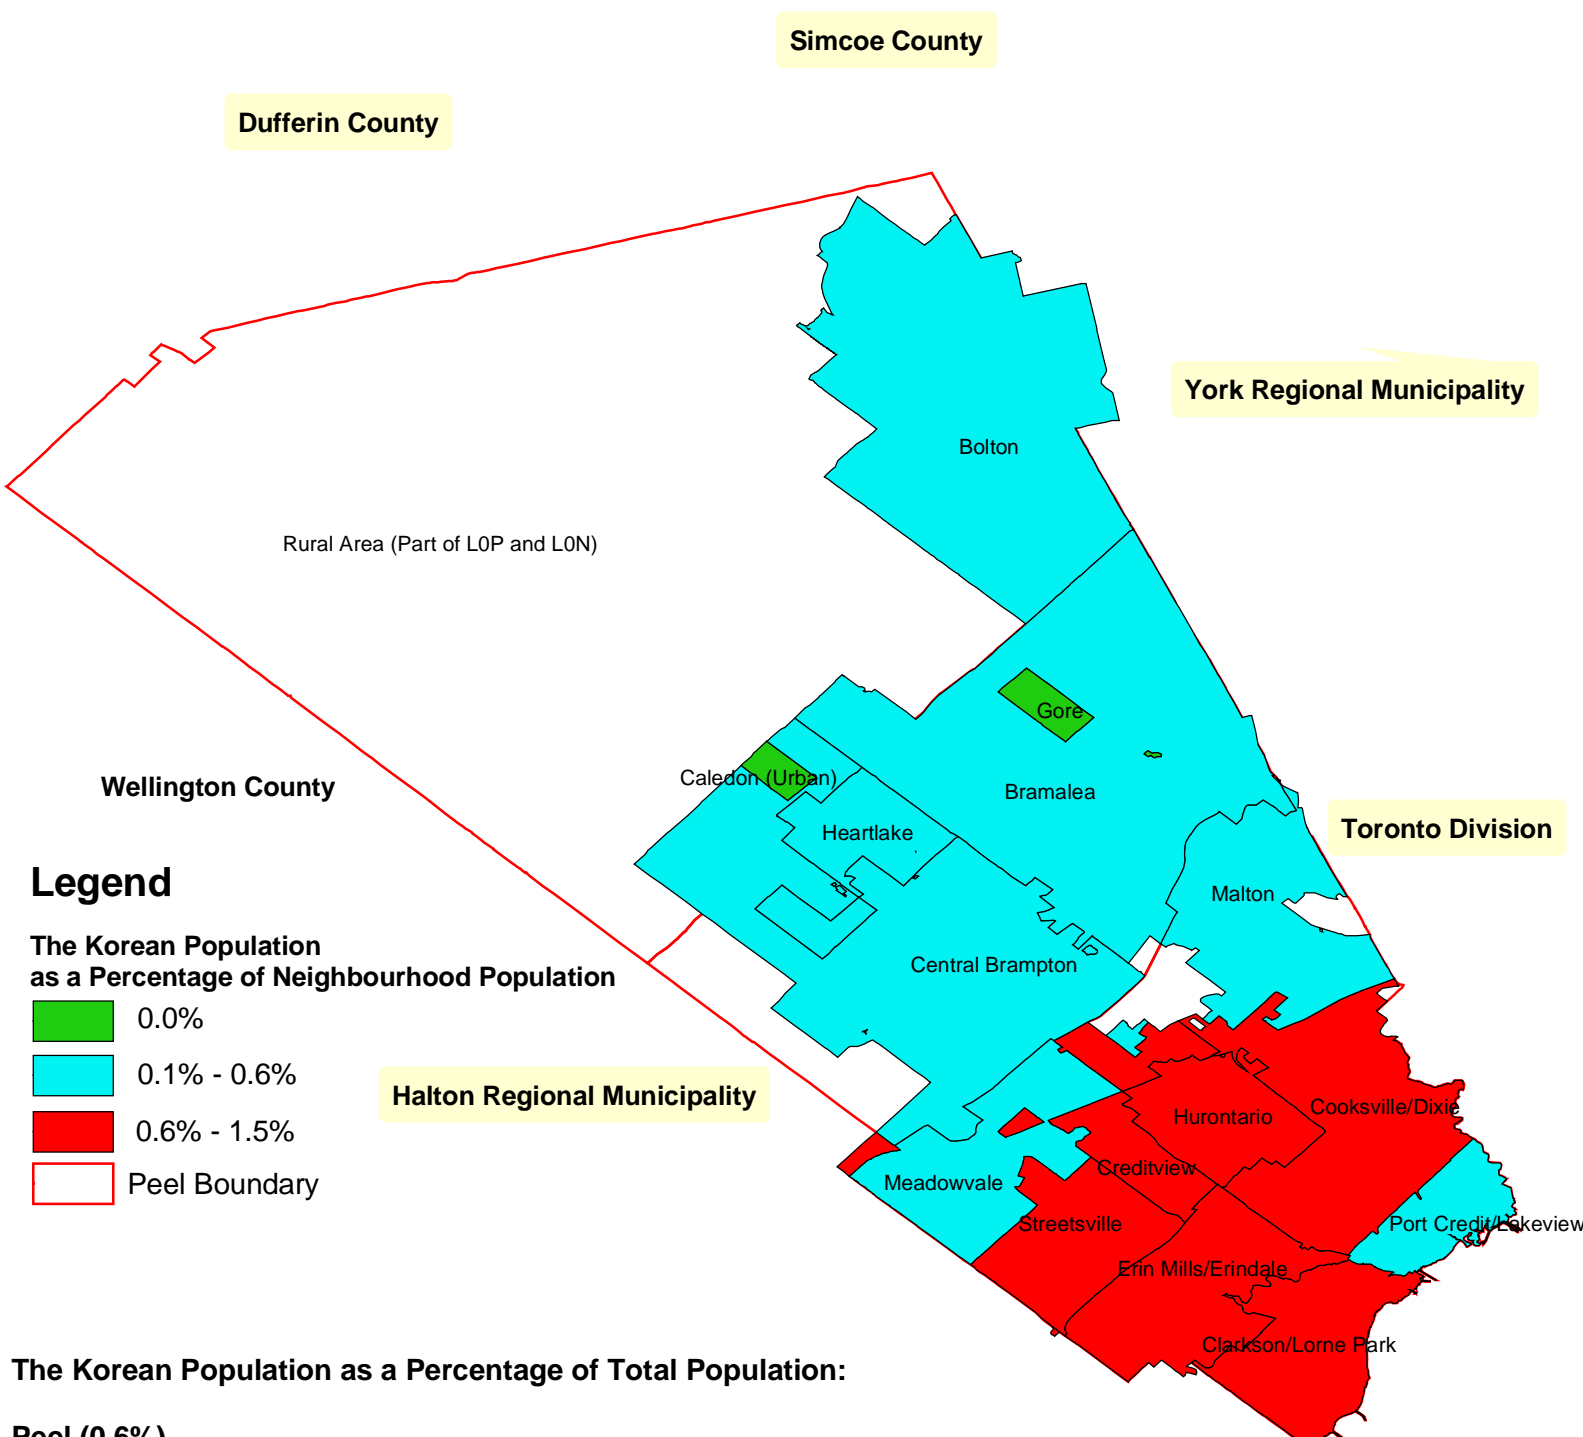 Simcoe County
Dufferin County
York Regional Municipality
Bolton
Rural Area (Part of L0P and L0N)
Gore
Caledon (Urban)
Wellington County
Bramalea
Heartlake
Toronto Division
Legend
Malton
The Korean Population
as a Percentage of Neighbourhood Population
Central Brampton
0.0%
0.1% - 0.6%
0.6% - 1.5%
Peel Boundary
Halton Regional Municipality
Hurontario
Cooksville/Dixie
Creditview
Meadowvale
Streetsville
Port Credit/Lakeview
Erin Mills/Erindale
Clarkson/Lorne Park
The Korean Population as a Percentage of Total Population:
Peel (0.6%)